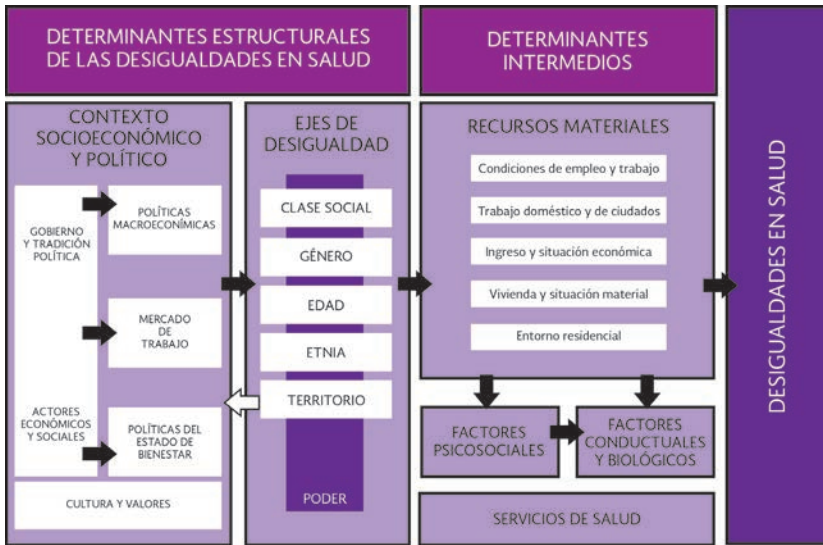 DETERMINANTES ESTRUCTURALES
DE LAS DESIGUALDADES EN SALUD
DETERMINANTES
INTERMEDIOS
CONTEXTO
SOCIOECONÓMICO
Y POLÍTICO
GOBIERNO
Y TRADICIÓN
POLÍTICA
ACTORES
ECONÓMICOS
Y SOCIALES
POLÍTICAS
MACROECONÍMICAS
MERCADO
DE
TRABAJO
POLÍTICAS DEL
ESTADO DE
BIENESTAR
CULTURA Y VALORES
EJES DE
DESIGUALDAD
CLASE SOCIAL
GÉNERO
EDAD
ETNIA
TERRITORIO
PODER
RECURSOS MATERIALES
Condiciones de empleo y trabajo
Trabajo doméstico y de ciudados
Ingreso y situación económica
Vivienda y situación material
Entorno residencial
FACTORES
PSICOSOCIALES
FACTORES
CONDUCTUALES
Y BIOLÓGICOS
SERVICIOS DE SALUD
DESIGUALDADES EN SALUD